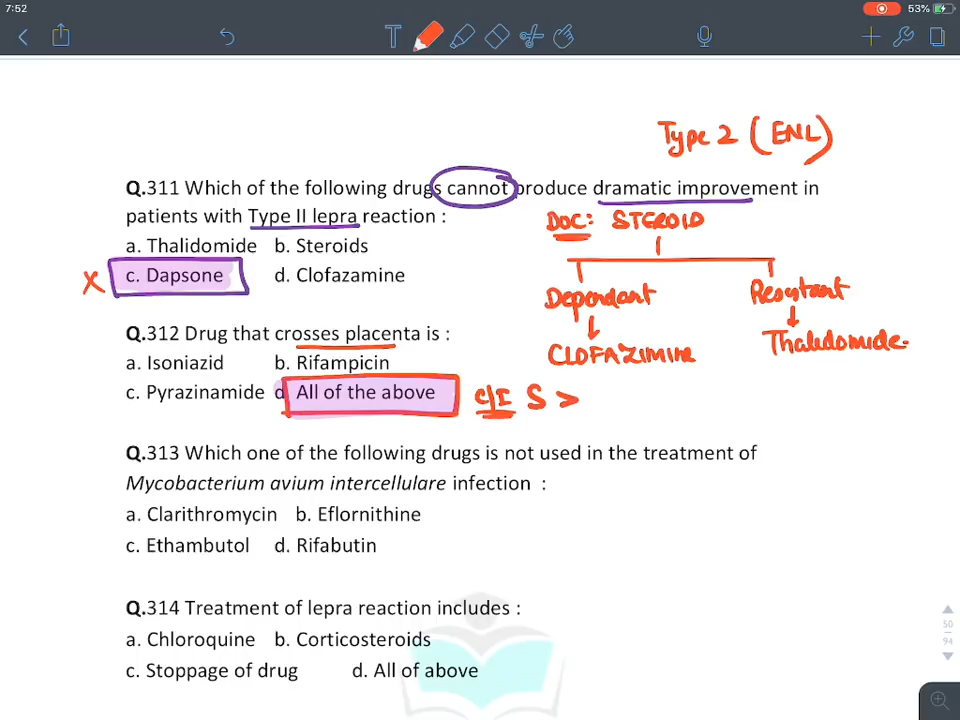 7:52
53%
T
Type 2 (ENL)
Q.311 Which of the following drugs cannot produce dramatic improvement in
patients with Type II lepra reaction :
DOC: STEROID
a. Thalidomide b. Steroids
X c. Dapsone d. Clofazamine
Dependant Resistant
CLOFAZIMINE Thalidomide
Q.312 Drug that crosses placenta is :
a. Isoniazid b. Rifampicin
c. Pyrazinamide d. All of the above
C/I S >
Q.313 Which one of the following drugs is not used in the treatment of
Mycobacterium avium intercellulare infection :
a. Clarithromycin b. Eflornithine
c. Ethambutol d. Rifabutin
Q.314 Treatment of lepra reaction includes :
a. Chloroquine b. Corticosteroids
c. Stoppage of drug d. All of above
50
94